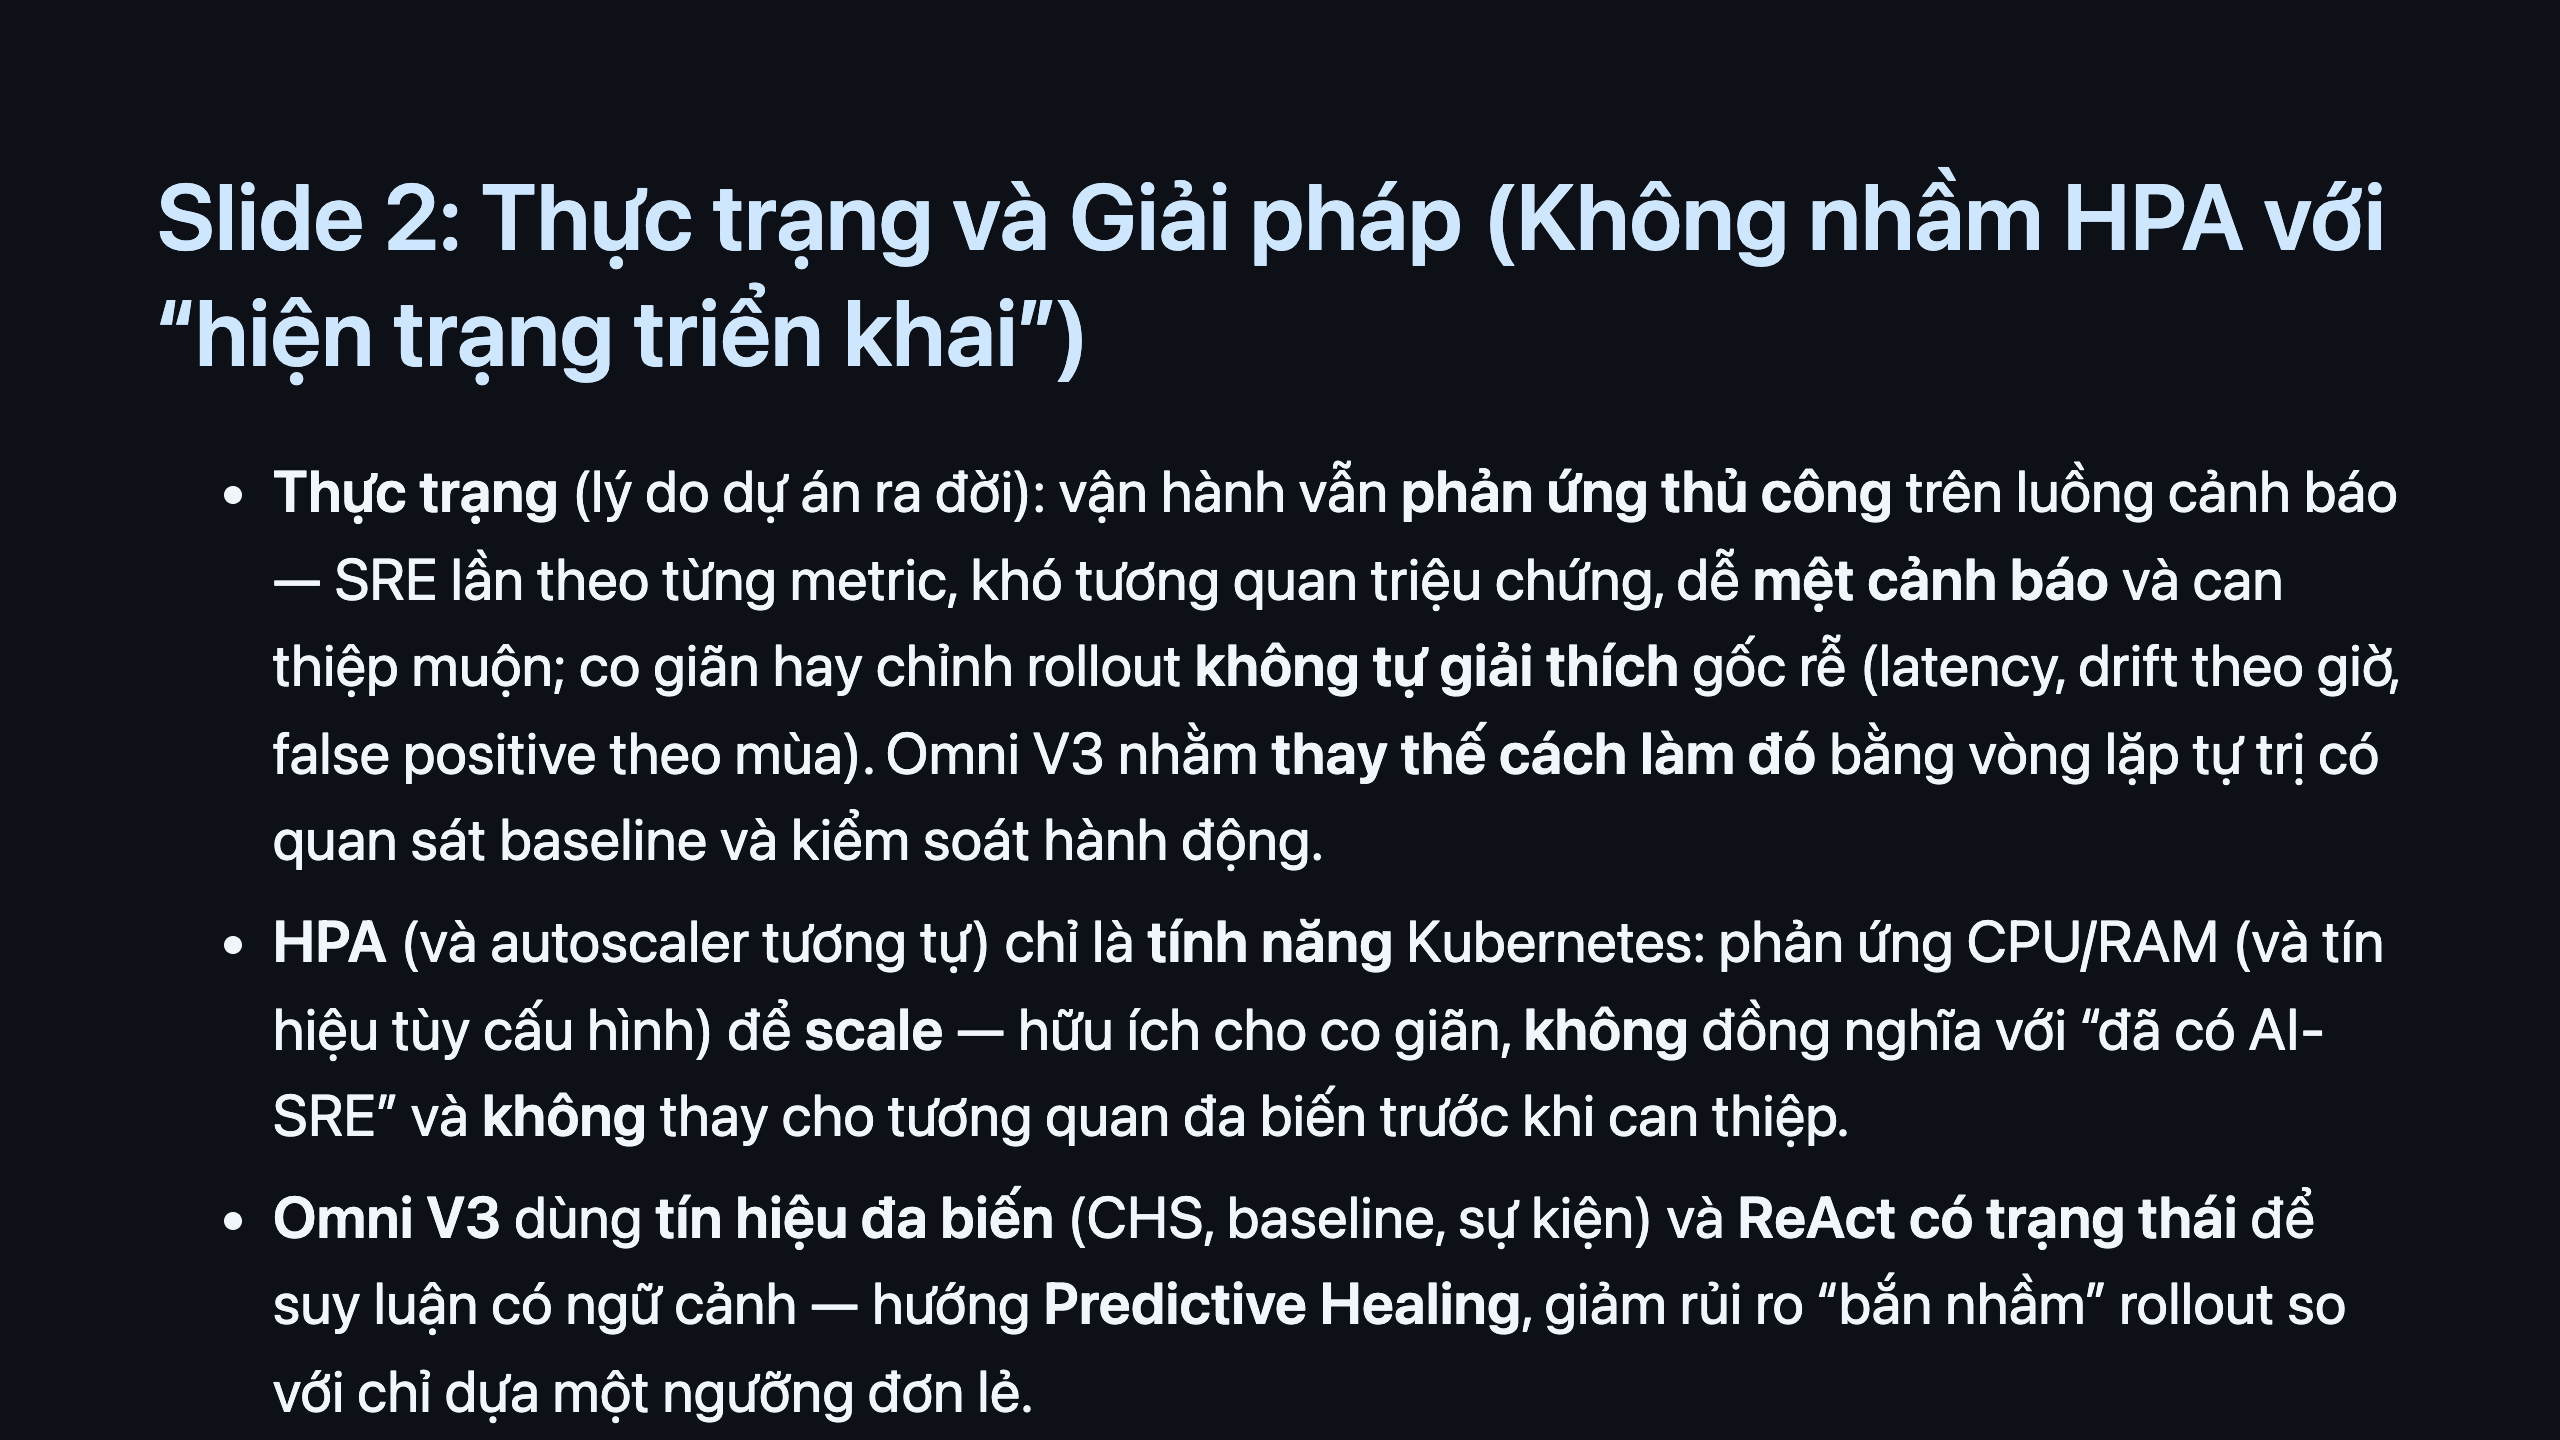 Slide 2: Thực trạng và Giải pháp (Không nhầm HPA với
“hiện trạng triển khai”)
• Thực trạng (lý do dự án ra đời): vận hành vẫn phản ứng thủ công trên luồng cảnh báo
— SRE lần theo từng metric, khó tương quan triệu chứng, dễ mệt cảnh báo và can
thiệp muộn; co giãn hay chỉnh rollout không tự giải thích gốc rễ (latency, drift theo giờ,
false positive theo mùa). Omni V3 nhằm thay thế cách làm đó bằng vòng lặp tự trị có
quan sát baseline và kiểm soát hành động.
• HPA (và autoscaler tương tự) chỉ là tính năng Kubernetes: phản ứng CPU/RAM (và tín
hiệu tùy cấu hình) để scale — hữu ích cho co giãn, không đồng nghĩa với “đã có AI-
SRE” và không thay cho tương quan đa biến trước khi can thiệp.
• Omni V3 dùng tín hiệu đa biến (CHS, baseline, sự kiện) và ReAct có trạng thái để
suy luận có ngữ cảnh — hướng Predictive Healing, giảm rủi ro “bắn nhầm” rollout so
với chỉ dựa một ngưỡng đơn lẻ.